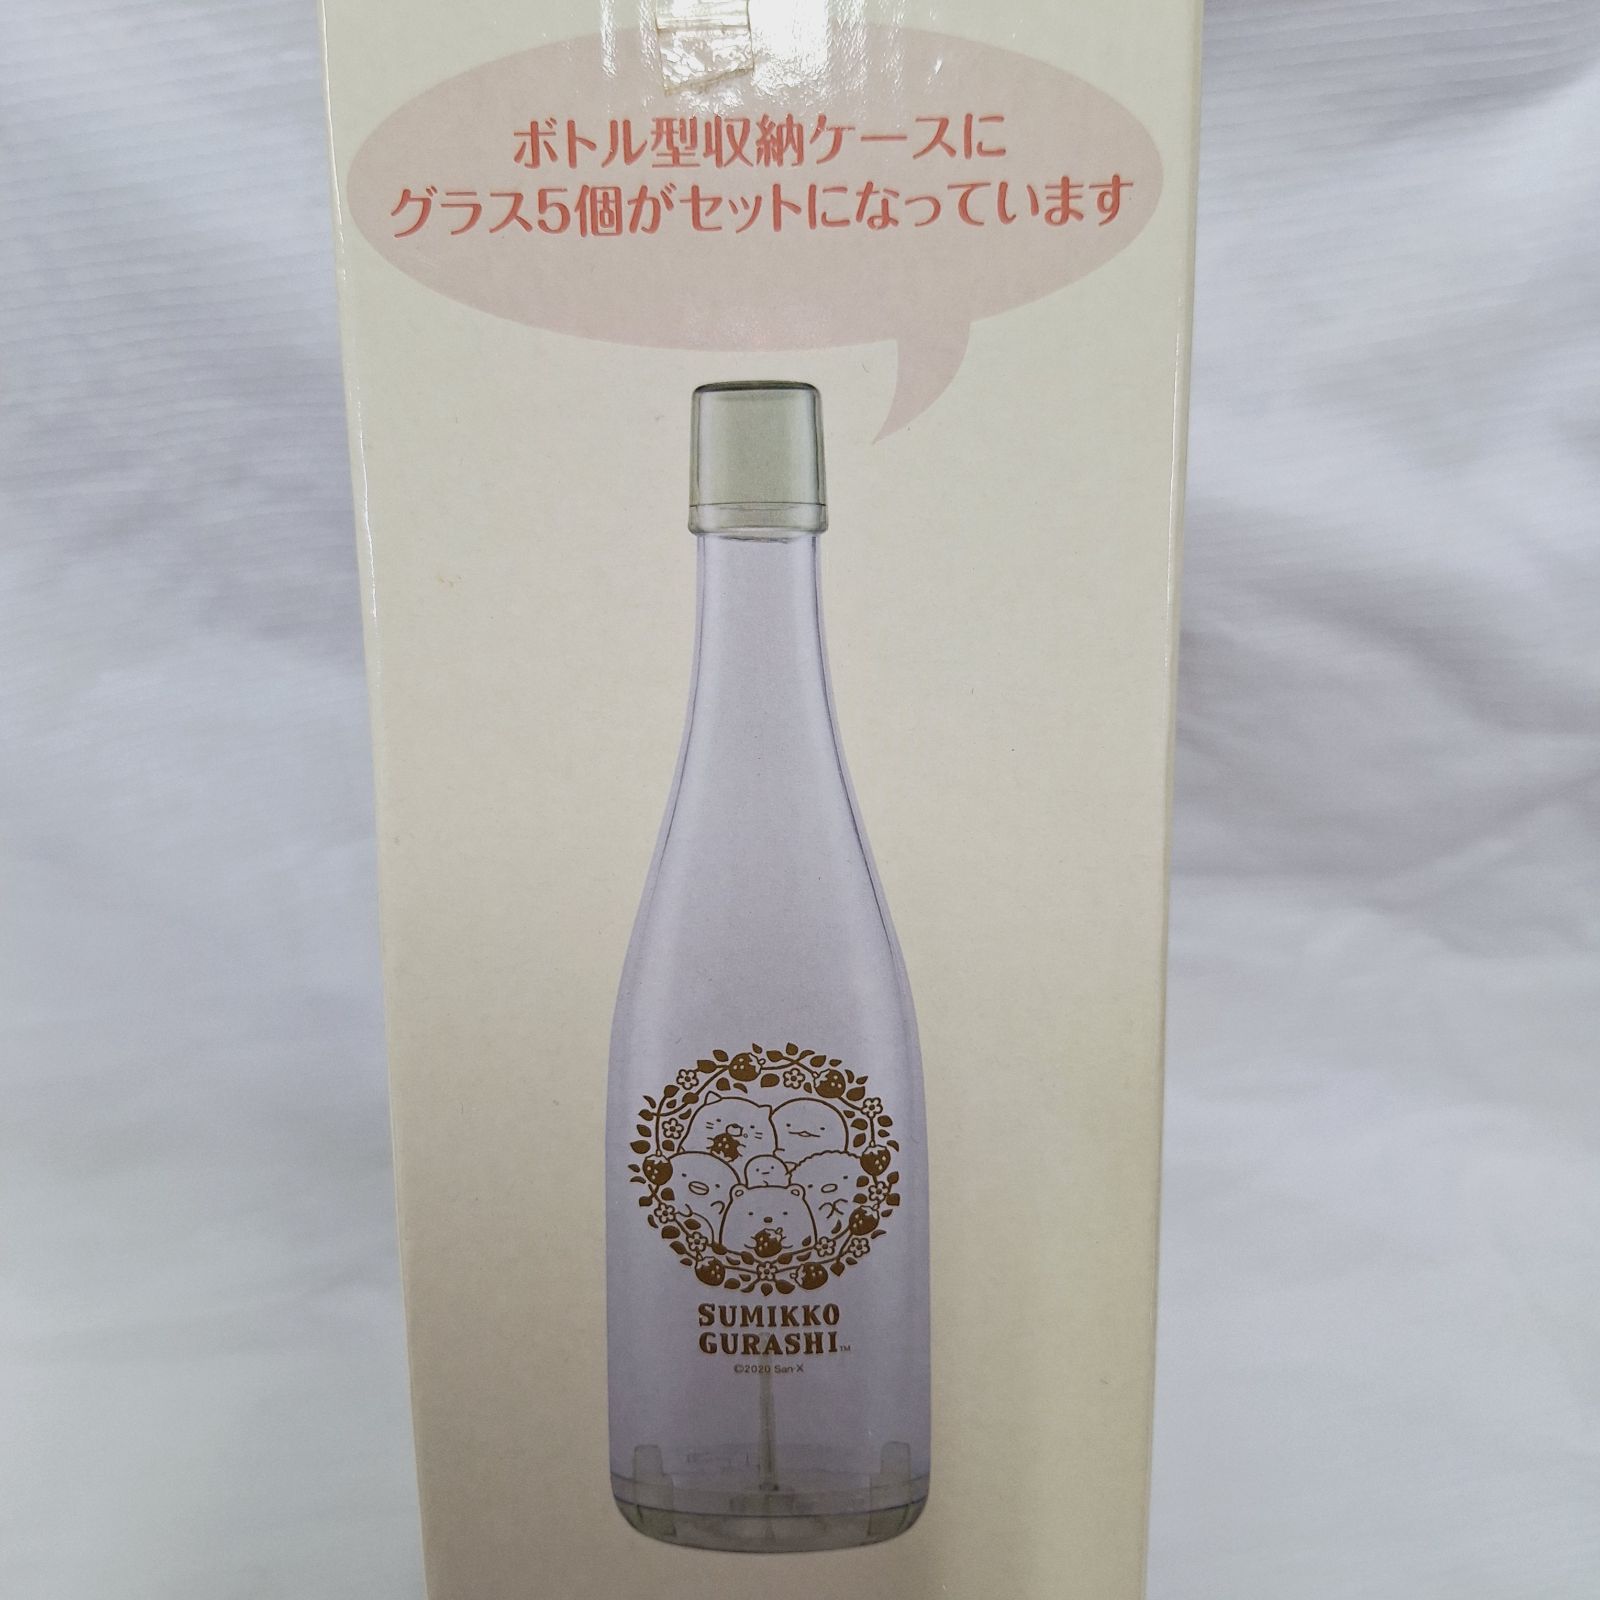 ボトル型収納ケースに
グラス5個がセットになっています
SUMIKKO
GURASHI™
©2020 San-X